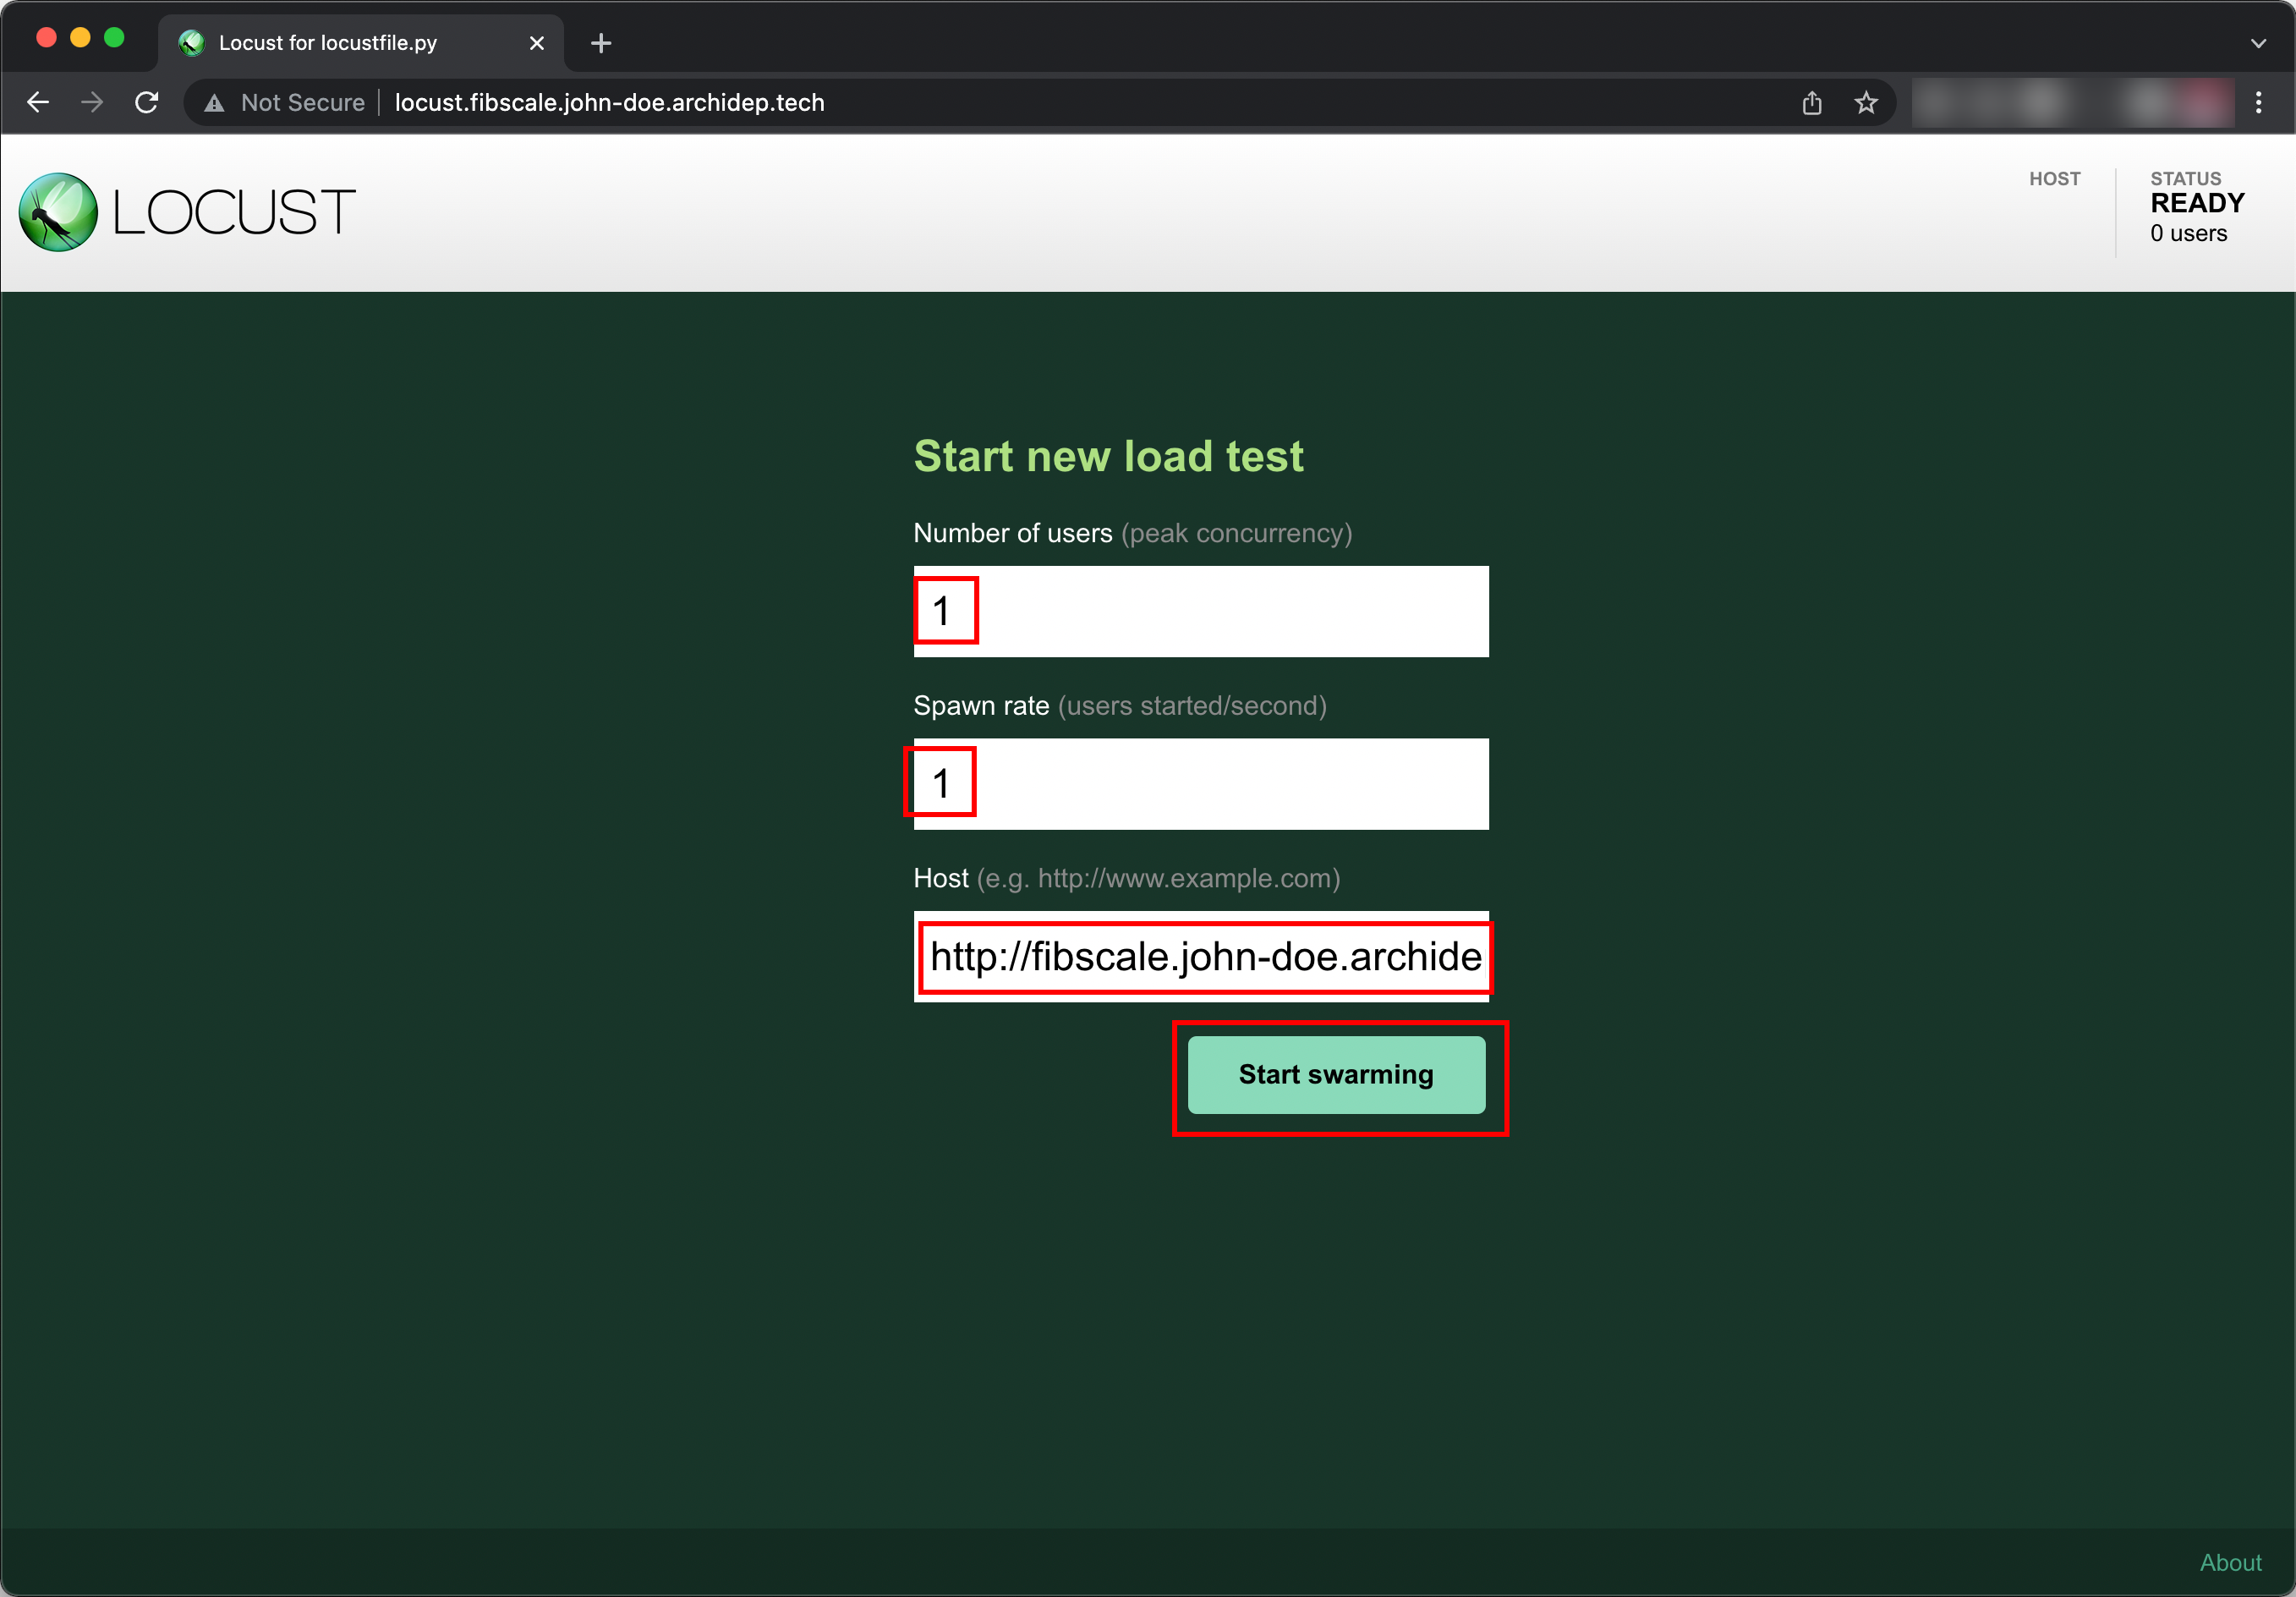 Locust for locustfile.py
Not Secure locust.fibscale.john-doe.archidep.tech
LOCUST
HOST
STATUS
READY
0 users
Start new load test
Number of users (peak concurrency)
1
Spawn rate (users started/second)
1
Host (e.g. http://www.example.com)
http://fibscale.john-doe.archide
Start swarming
About